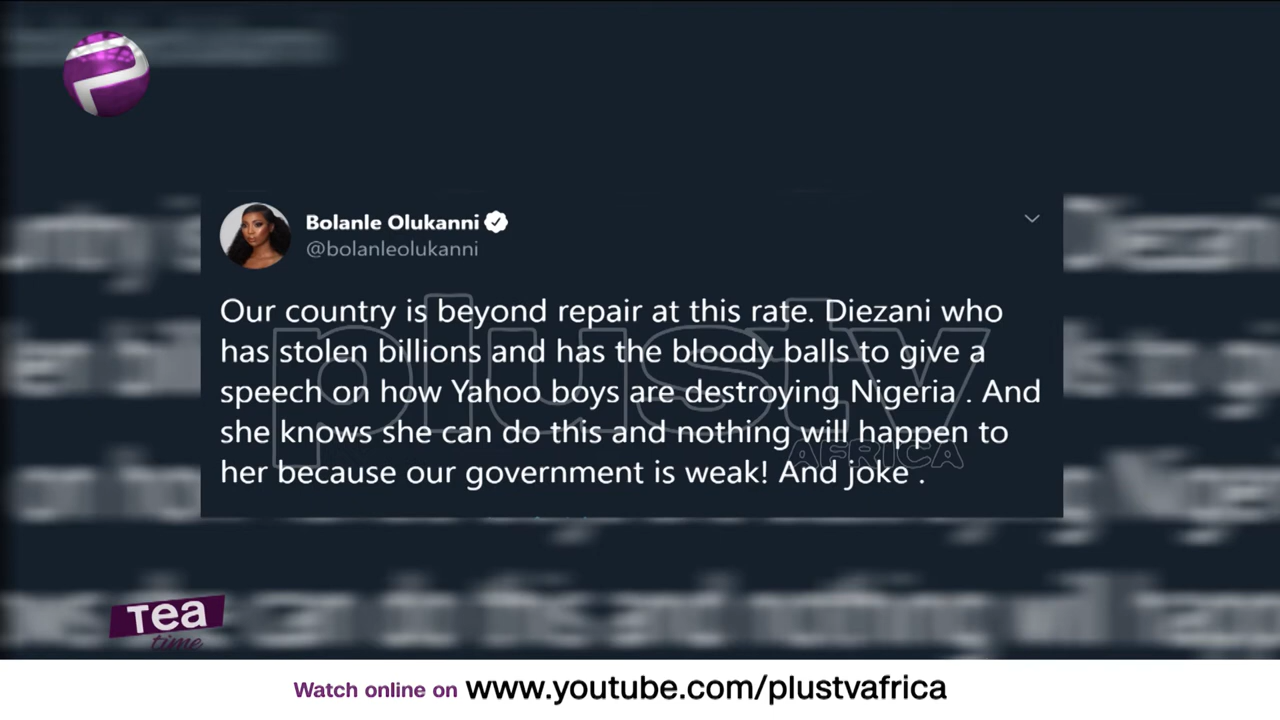 Bolanle Olukanni
@bolanleolukanni
Our country is beyond repair at this rate. Diezani who
has stolen billions and has the bloody balls to give a
speech on how Yahoo boys are destroying Nigeria . And
she knows she can do this and nothing will happen to
her because our government is weak! And joke .
plustv
AFRICA
Tea
time
Watch online on www.youtube.com/plustvafrica